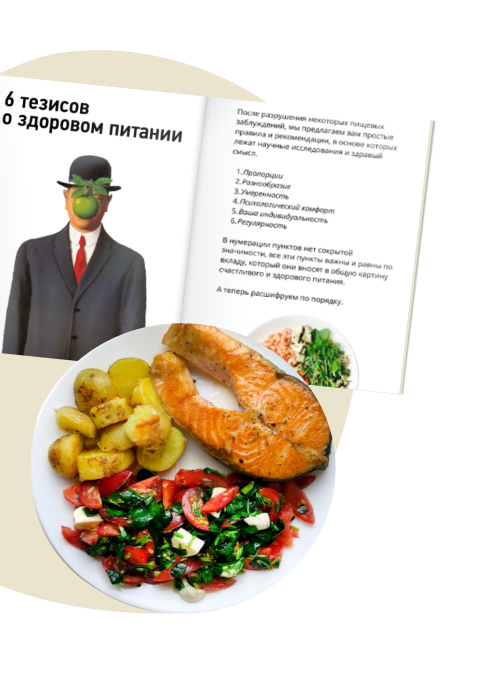 6 тезисов
о здоровом питании
После разрушения некоторых пищевых
заблуждений, мы предлагаем вам простые
правила и рекомендации, в основе которых
лежат научные исследования и здравый
смысл.
1.Пропорции
2.Разнообразие
3.Умеренность
4.Психологический комфорт
5.Ваша индивидуальность
6.Регулярность
В нумерации пунктов нет сокрытой
значимости, все эти пункты важны и равны по
вкладу, который они вносят в общую картину
счастливого и здорового питания.
А теперь расшифруем по порядку.